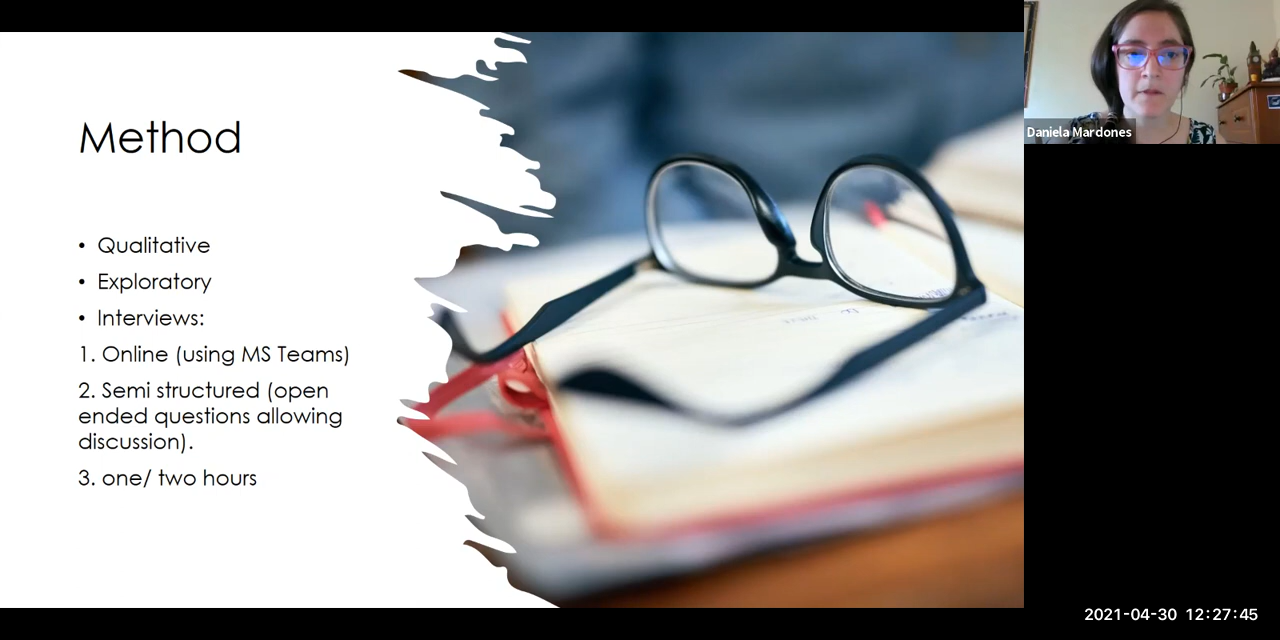 Method
• Qualitative
• Exploratory
• Interviews:
1. Online (using MS Teams)
2. Semi structured (open
ended questions allowing
discussion).
3. one/ two hours
Daniela Mardones
2021-04-30 12:27:45